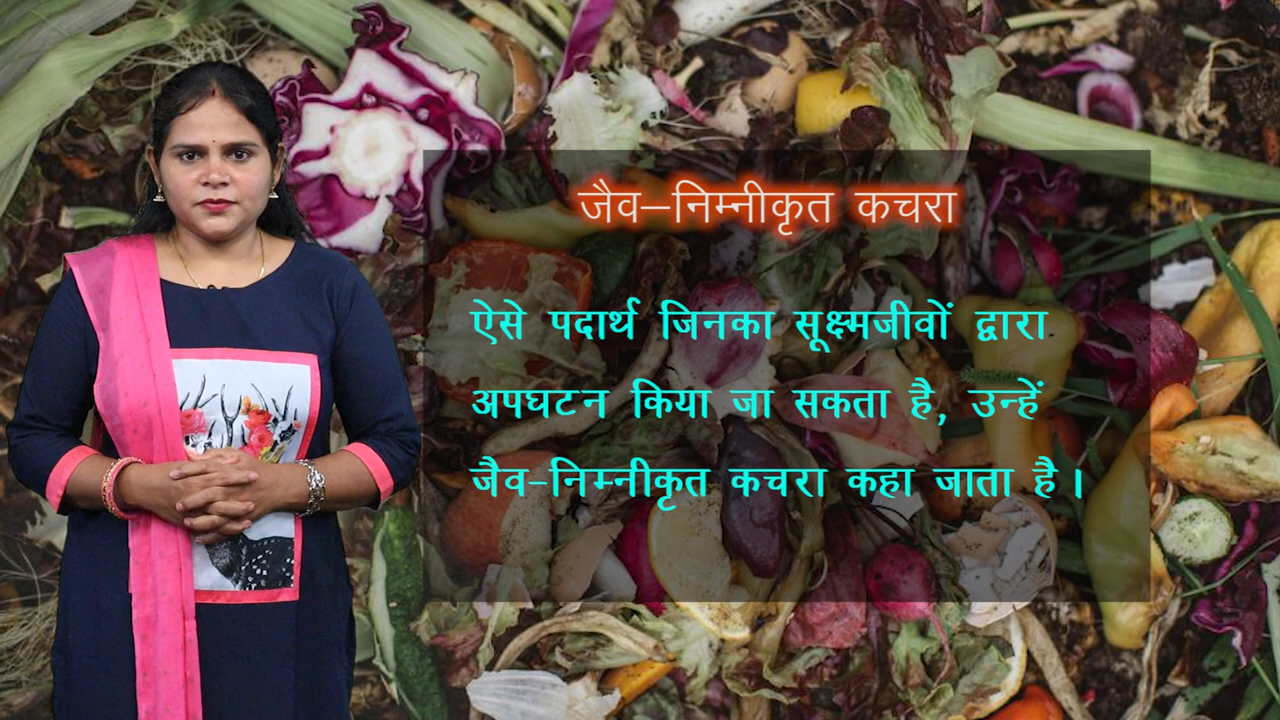 जैव–निम्नीकृत कचरा
ऐसे पदार्थ जिनका सूक्ष्मजीवों द्वारा
अपघटन किया जा सकता है, उन्हें
जैव-निम्नीकृत कचरा कहा जाता है।